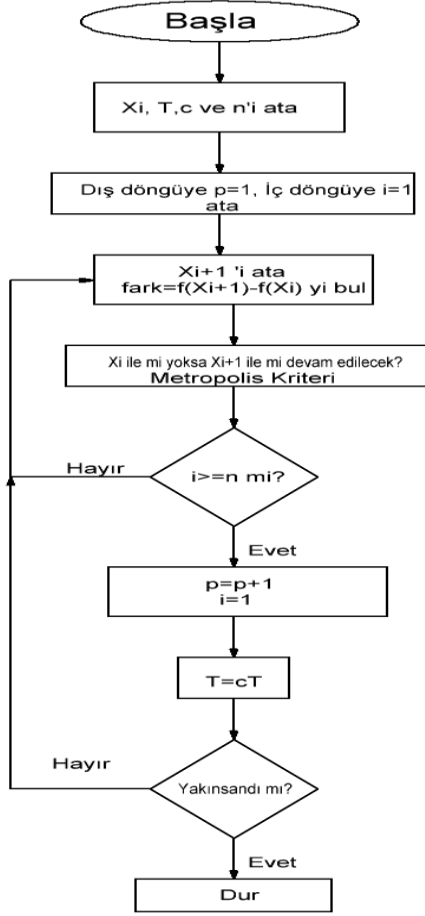 Başla
Xi, T,c ve n'i ata
Dış döngüye p=1, İç döngüye i=1
ata
Xi+1 'i ata
fark=f(Xi+1)-f(Xi) yi bul
Xi ile mi yoksa Xi+1 ile mi devam edilecek?
Metropolis Kriteri
Hayır
i>=n mi?
Evet
p=p+1
i=1
T=cT
Hayır
Yakınsandı mı?
Evet
Dur